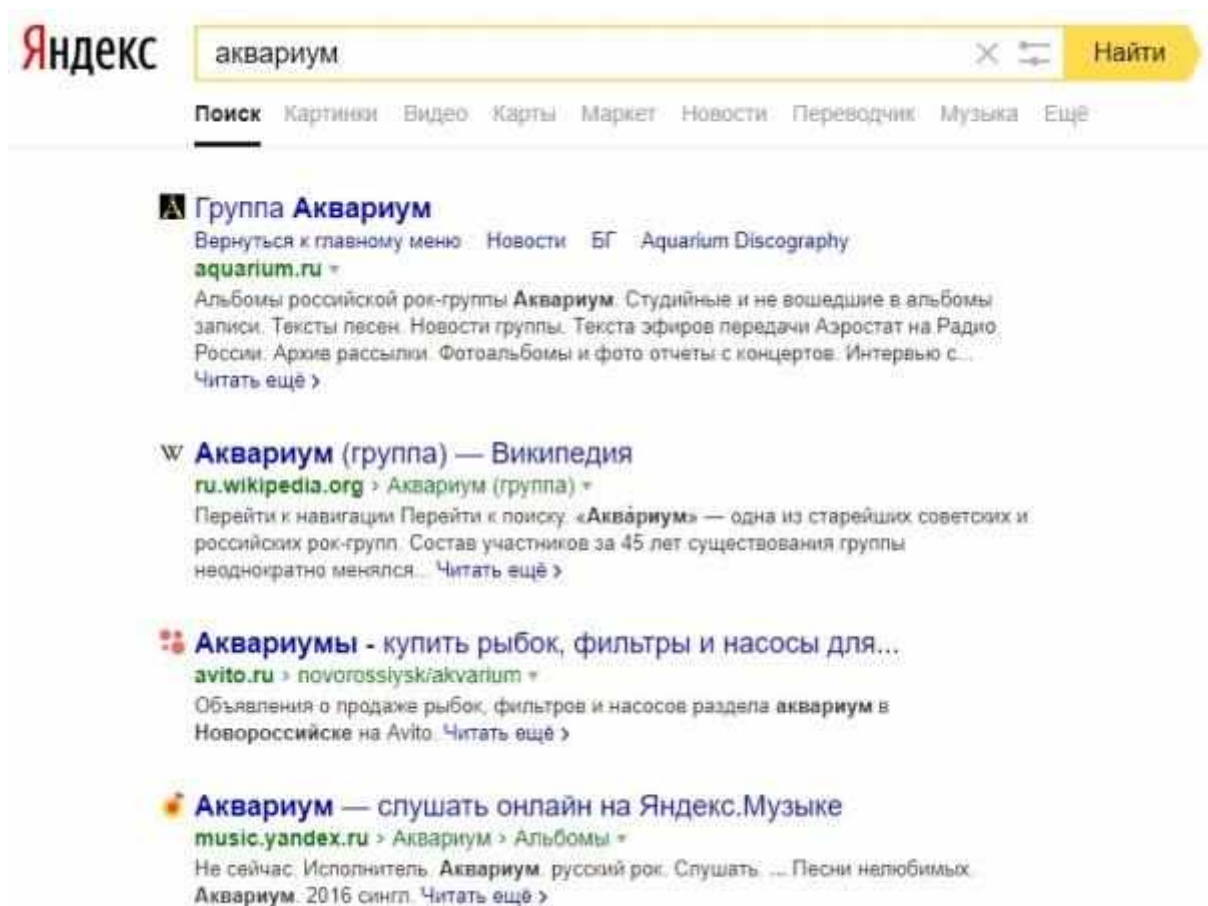 Яндекс
аквариум
Найти
Поиск Картинки Видео Карты Маркет Новости Переводчик Музыка Ещё
Группа Аквариум
Вернуться к главному меню Новости БГ Aquarium Discography
aquarium.ru
Альбомы российской рок-группы Аквариум. Студийные и не вошедшие в альбомы
записи. Тексты песен. Новости группы. Текста эфиров передачи Аэростат на Радио
России. Архив рассылки. Фотоальбомы и фото отчеты с концертов. Интервью с...
Читать ещё >
Аквариум (группа) — Википедия
ru.wikipedia.org > Аквариум (группа)
Перейти к навигации Перейти к поиску. «Аква́риум» — одна из старейших советских и
российских рок-групп. Состав участников за 45 лет существования группы
неоднократно менялся... Читать ещё >
Аквариумы - купить рыбок, фильтры и насосы для...
avito.ru > novorossiysk/akvarium
Объявления о продаже рыбок, фильтров и насосов раздела аквариум в
Новороссийске на Avito. Читать ещё >
Аквариум — слушать онлайн на Яндекс.Музыке
music.yandex.ru > Аквариум > Альбомы
Не сейчас. Исполнитель. Аквариум. русский рок. Слушать. ... Песни нелюбимых.
Аквариум. 2016 сингл. Читать ещё >